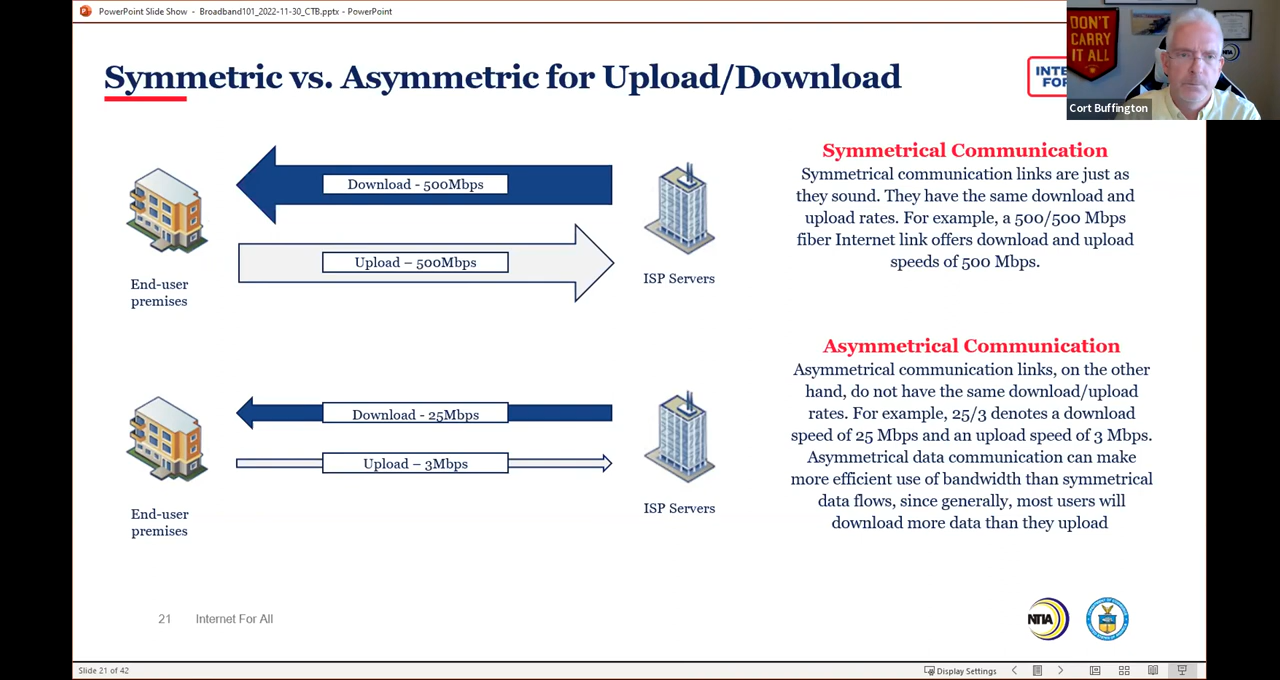 PowerPoint Slide Show - Broadband101_2022-11-30_CTB.pptx - PowerPoint
Symmetric vs. Asymmetric for Upload/Download
INTE
FOR
DON'T
CARRY
IT ALL
Cort Buffington
Download - 500Mbps
Upload – 500Mbps
End-user
premises
ISP Servers
Symmetrical Communication
Symmetrical communication links are just as
they sound. They have the same download and
upload rates. For example, a 500/500 Mbps
fiber Internet link offers download and upload
speeds of 500 Mbps.
Download - 25Mbps
Upload – 3Mbps
End-user
premises
ISP Servers
Asymmetrical Communication
Asymmetrical communication links, on the other
hand, do not have the same download/upload
rates. For example, 25/3 denotes a download
speed of 25 Mbps and an upload speed of 3 Mbps.
Asymmetrical data communication can make
more efficient use of bandwidth than symmetrical
data flows, since generally, most users will
download more data than they upload
21 Internet For All
NTIA
Slide 21 of 42
Display Settings